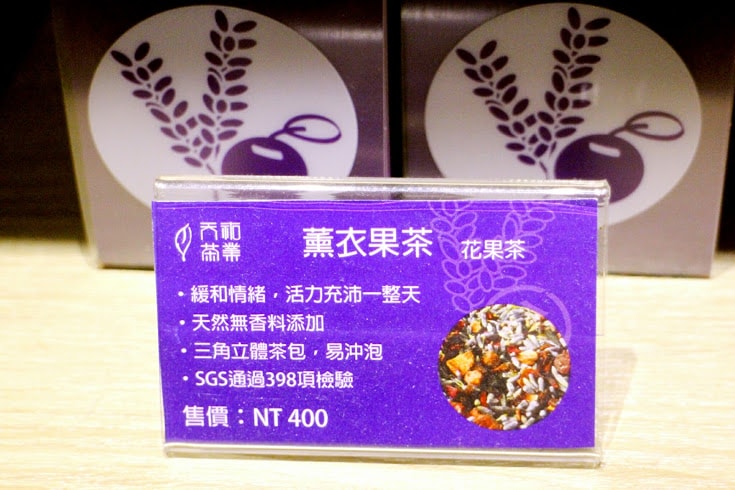 天和茶業
薰衣果茶 花果茶
・緩和情緒，活力充沛一整天
・天然無香料添加
・三角立體茶包，易沖泡
・SGS通過398項檢驗
售價：NT 400